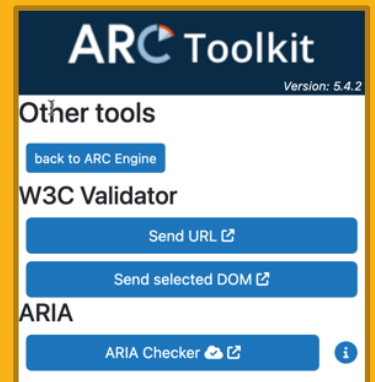 ARC Toolkit
Version: 5.4.2
Other tools
back to ARC Engine
W3C Validator
Send URL
Send selected DOM
ARIA
ARIA Checker